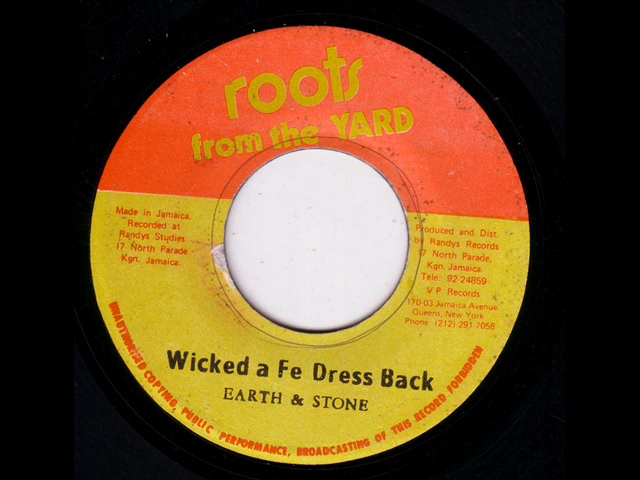 roots
from the YARD
Made in Jamaica.
Recorded at
Randys Studies
17 North Parade
Kgn. Jamaica.
Produced and Dist.
by Randys Records
17 North Parade,
Kgn. Jamaica.
Tele: 92-24859
V P Records
170-03 Jamaica Avenue
Queens, New York
Phone: (212) 291 7058
Wicked a Fe Dress Back
EARTH & STONE
UNAUTHORISED COPYING, PUBLIC PERFORMANCE, BROADCASTING OF THIS RECORD FORBIDDEN